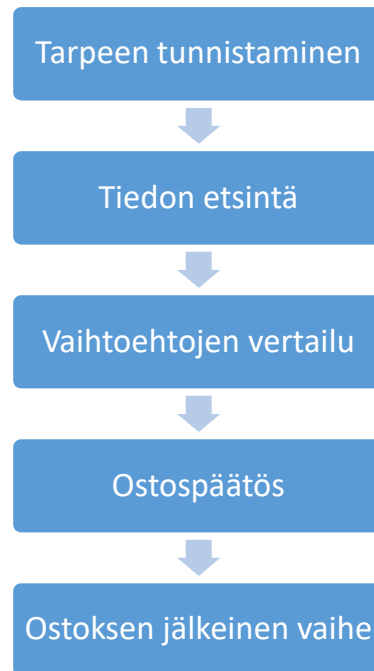 Tarpeen tunnistaminen
Tiedon etsintä
Vaihtoehtojen vertailu
Ostospäätös
Ostoksen jälkeinen vaihe